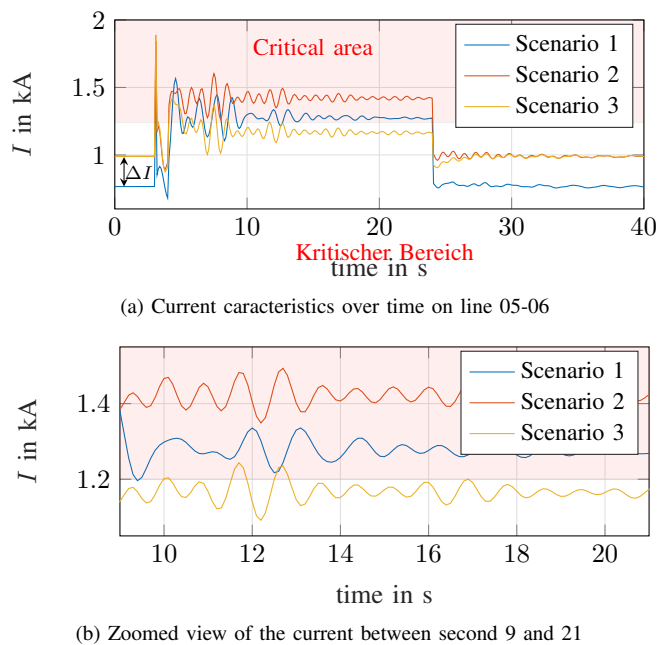 2
1.5
1
I in kA
Critical area
Scenario 1
Scenario 2
Scenario 3
ΔI
0 10 20 30 40
Kritischer Bereich
time in s
(a) Current caracteristics over time on line 05-06
1.4
1.2
I in kA
Scenario 1
Scenario 2
Scenario 3
10 12 14 16 18 20
time in s
(b) Zoomed view of the current between second 9 and 21